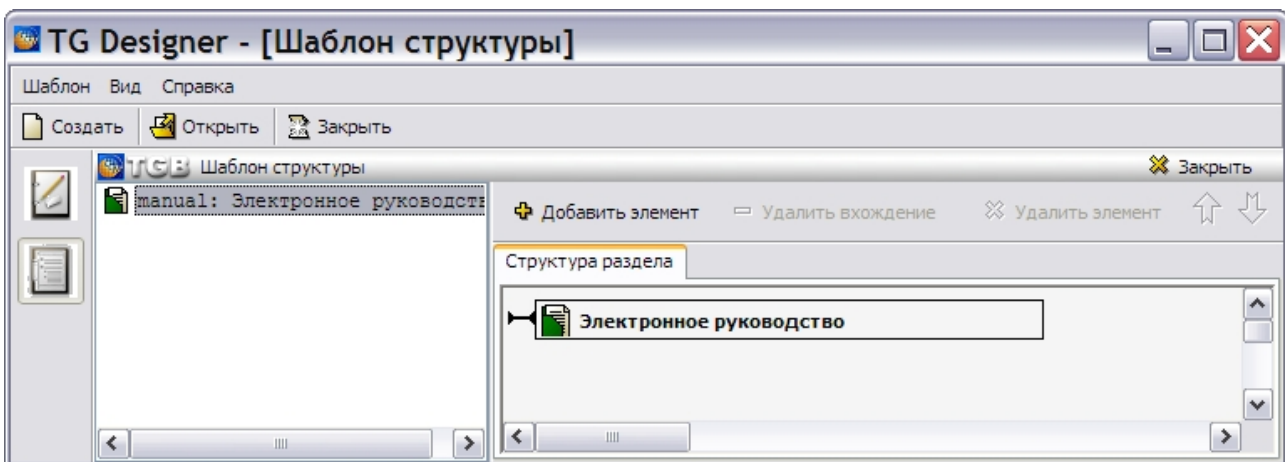 TG Designer - [Шаблон структуры]
Шаблон Вид Справка
Создать Открыть Закрыть
TGB Шаблон структуры Закрыть
manual: Электронное руководств
Добавить элемент Удалить вхождение Удалить элемент
Структура раздела
Электронное руководство